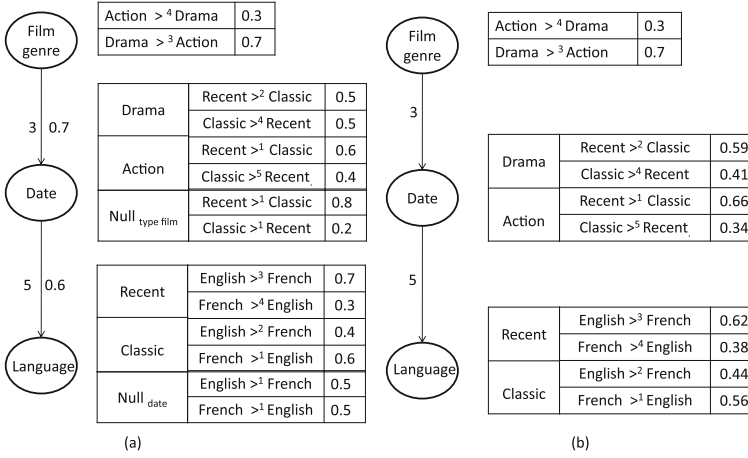 Film genre
Action >⁴ Drama 0.3
Drama >³ Action 0.7
3 0.7
Drama
Recent >² Classic 0.5
Classic >⁴ Recent 0.5
Action
Recent >¹ Classic 0.6
Classic >⁵ Recent 0.4
Null type film
Recent >¹ Classic 0.8
Classic >¹ Recent 0.2
Date
5 0.6
Recent
English >³ French 0.7
French >⁴ English 0.3
Classic
English >² French 0.4
French >¹ English 0.6
Null date
English >¹ French 0.5
French >¹ English 0.5
Language
(a)
Film genre
Action >⁴ Drama 0.3
Drama >³ Action 0.7
3
Drama
Recent >² Classic 0.59
Classic >⁴ Recent 0.41
Action
Recent >¹ Classic 0.66
Classic >⁵ Recent 0.34
Date
5
Recent
English >³ French 0.62
French >⁴ English 0.38
Classic
English >² French 0.44
French >¹ English 0.56
Language
(b)